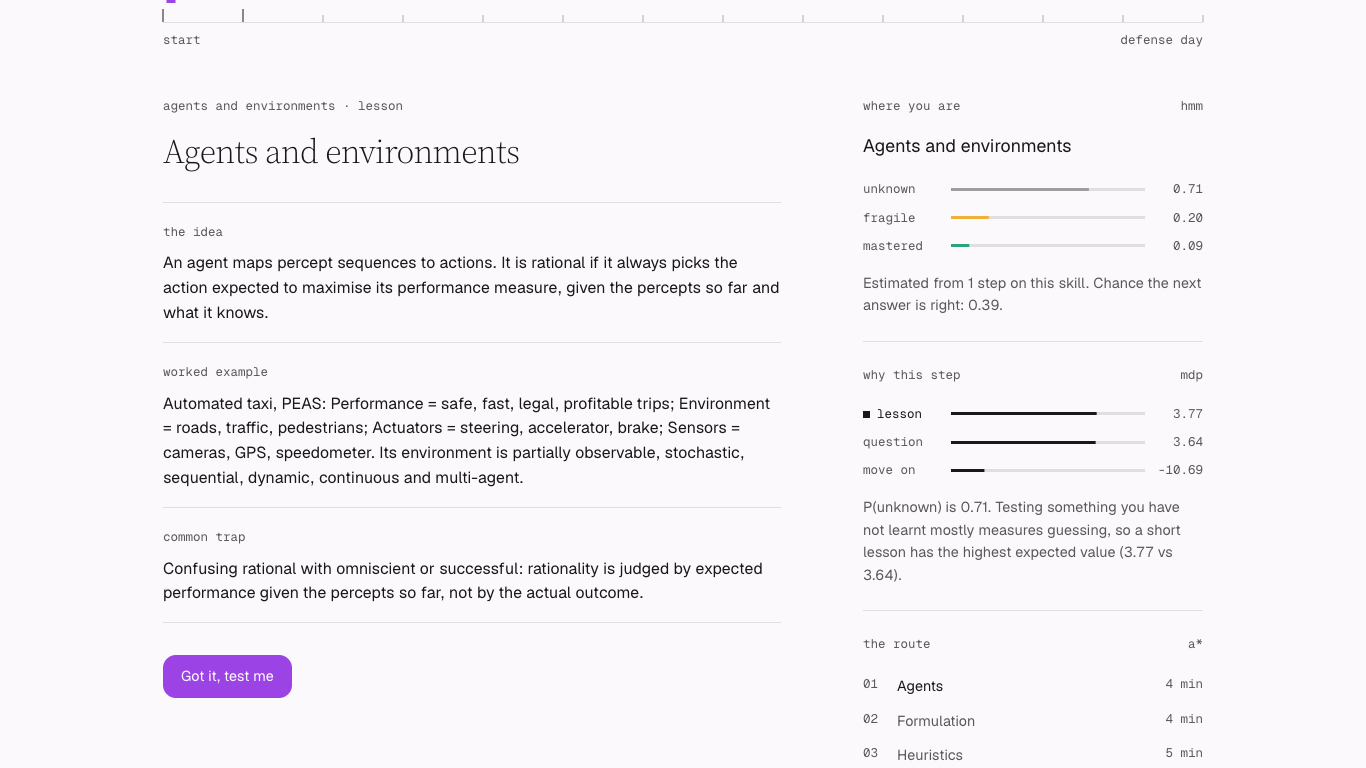 start
defense day
agents and environments · lesson
Agents and environments
the idea
An agent maps percept sequences to actions. It is rational if it always picks the
action expected to maximise its performance measure, given the percepts so far and
what it knows.
worked example
Automated taxi, PEAS: Performance = safe, fast, legal, profitable trips; Environment
= roads, traffic, pedestrians; Actuators = steering, accelerator, brake; Sensors =
cameras, GPS, speedometer. Its environment is partially observable, stochastic,
sequential, dynamic, continuous and multi-agent.
common trap
Confusing rational with omniscient or successful: rationality is judged by expected
performance given the percepts so far, not by the actual outcome.
Got it, test me
where you are hmm
Agents and environments
unknown 0.71
fragile 0.20
mastered 0.09
Estimated from 1 step on this skill. Chance the next
answer is right: 0.39.
why this step mdp
lesson 3.77
question 3.64
move on -10.69
P(unknown) is 0.71. Testing something you have
not learnt mostly measures guessing, so a short
lesson has the highest expected value (3.77 vs
3.64).
the route a*
01 Agents 4 min
02 Formulation 4 min
03 Heuristics 5 min